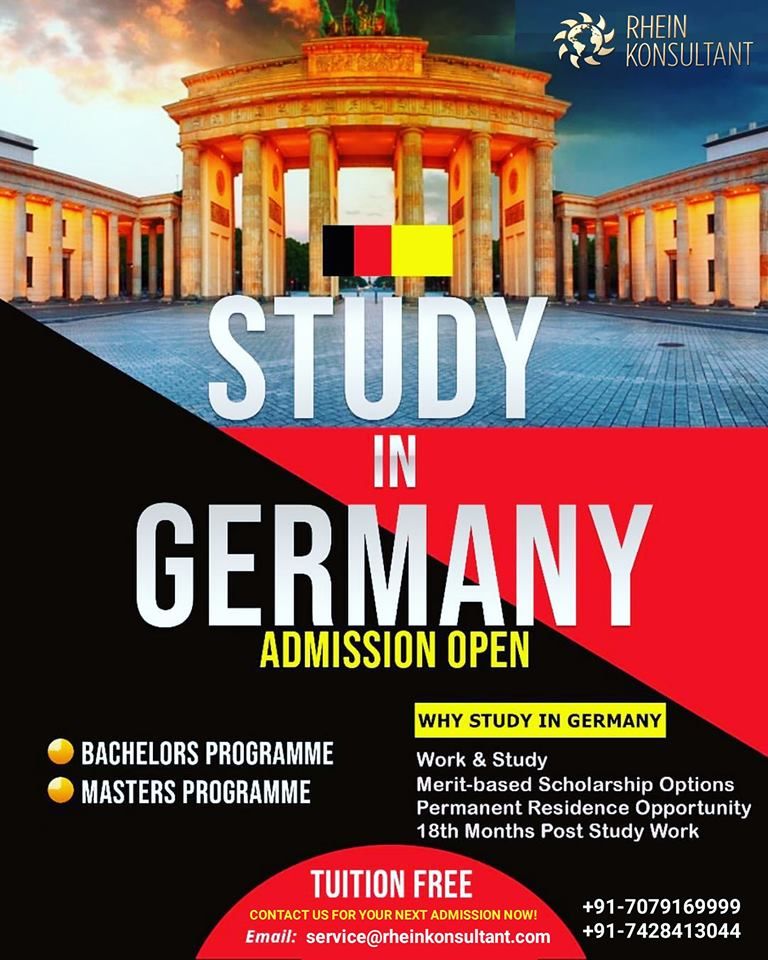 RHEIN
KONSULTANT
STUDY
IN
GERMANY
ADMISSION OPEN
BACHELORS PROGRAMME
MASTERS PROGRAMME
WHY STUDY IN GERMANY
Work & Study
Merit-based Scholarship Options
Permanent Residence Opportunity
18th Months Post Study Work
TUITION FREE
CONTACT US FOR YOUR NEXT ADMISSION NOW!
Email: service@rheinkonsultant.com
+91-7079169999
+91-7428413044